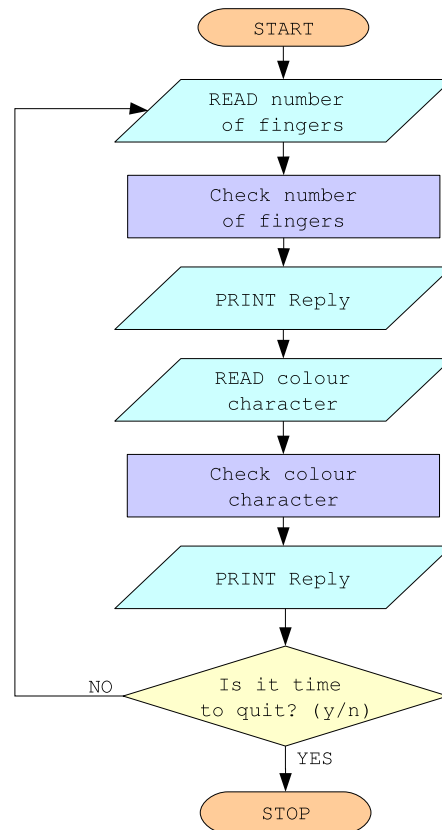 START
READ number
of fingers
Check number
of fingers
PRINT Reply
READ colour
character
Check colour
character
PRINT Reply
Is it time
to quit? (y/n)
NO
YES
STOP